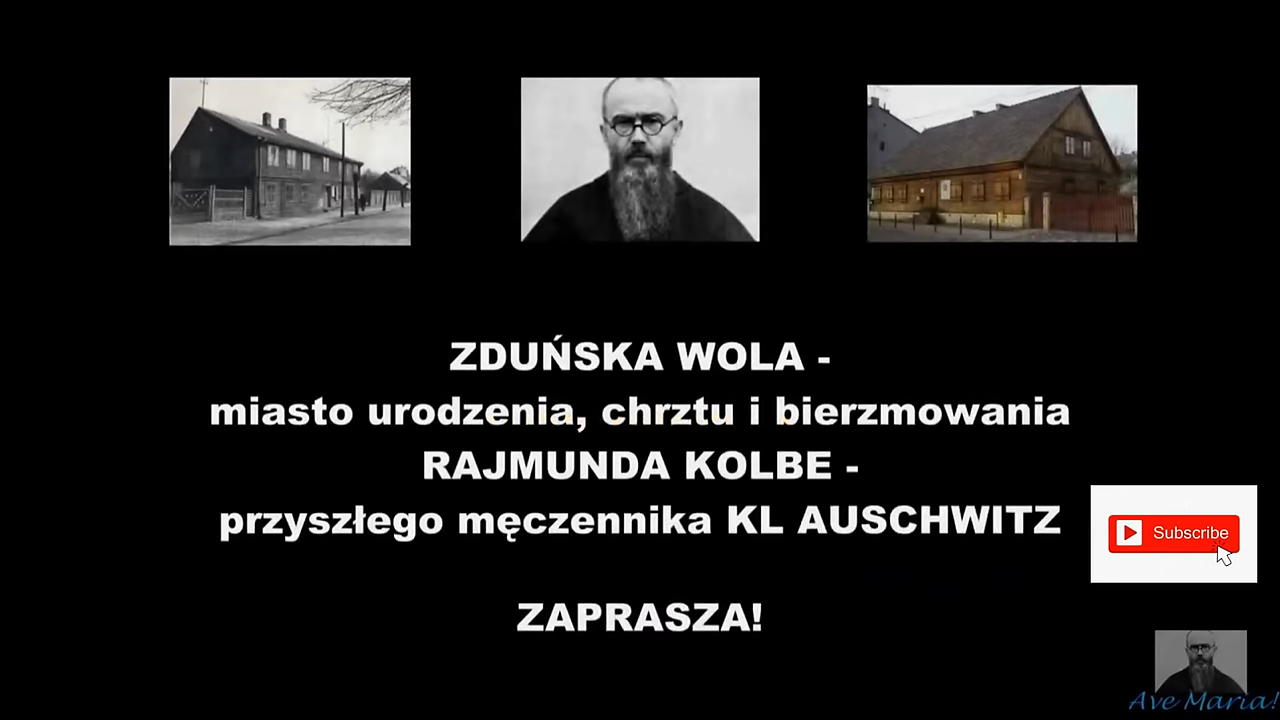 ZDUŃSKA WOLA -
miasto urodzenia, chrztu i bierzmowania
RAJMUNDA KOLBE -
przyszłego męczennika KL AUSCHWITZ
Subscribe
ZAPRASZA!
Ave Maria!